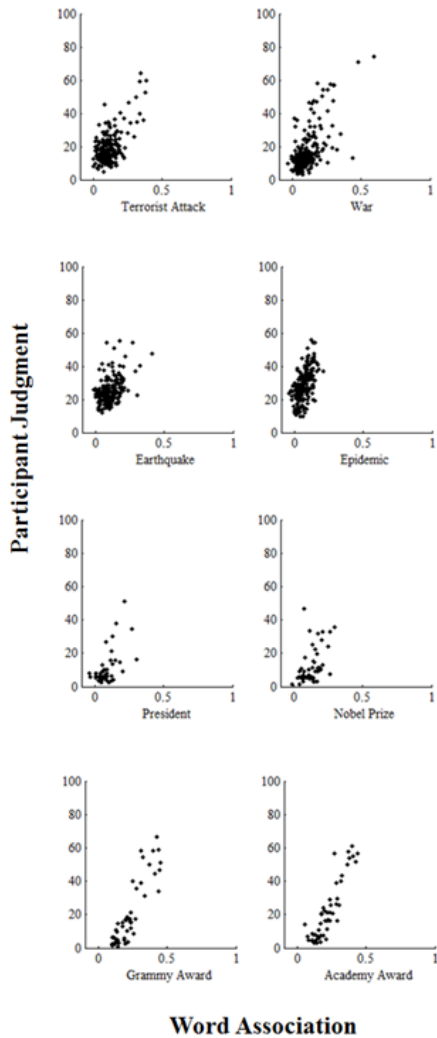 100
80
60
40
20
0
0 0.5 1
Terrorist Attack
100
80
60
40
20
0
0 0.5 1
War
100
80
60
40
20
0
0 0.5 1
Earthquake
100
80
60
40
20
0
0 0.5 1
Epidemic
Participant Judgment
100
80
60
40
20
0
0 0.5 1
President
100
80
60
40
20
0
0 0.5 1
Nobel Prize
100
80
60
40
20
0
0 0.5 1
Grammy Award
100
80
60
40
20
0
0 0.5 1
Academy Award
Word Association